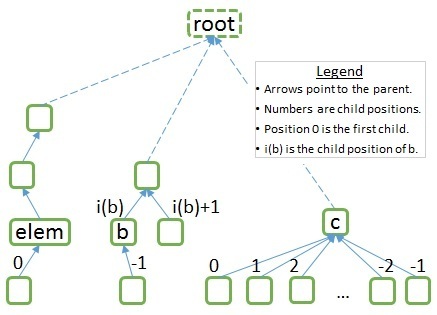 root
Legend
• Arrows point to the parent.
• Numbers are child positions.
• Position 0 is the first child.
• i(b) is the child position of b.
i(b) i(b)+1
elem b c
0 -1 0 1 2 ... -2 -1